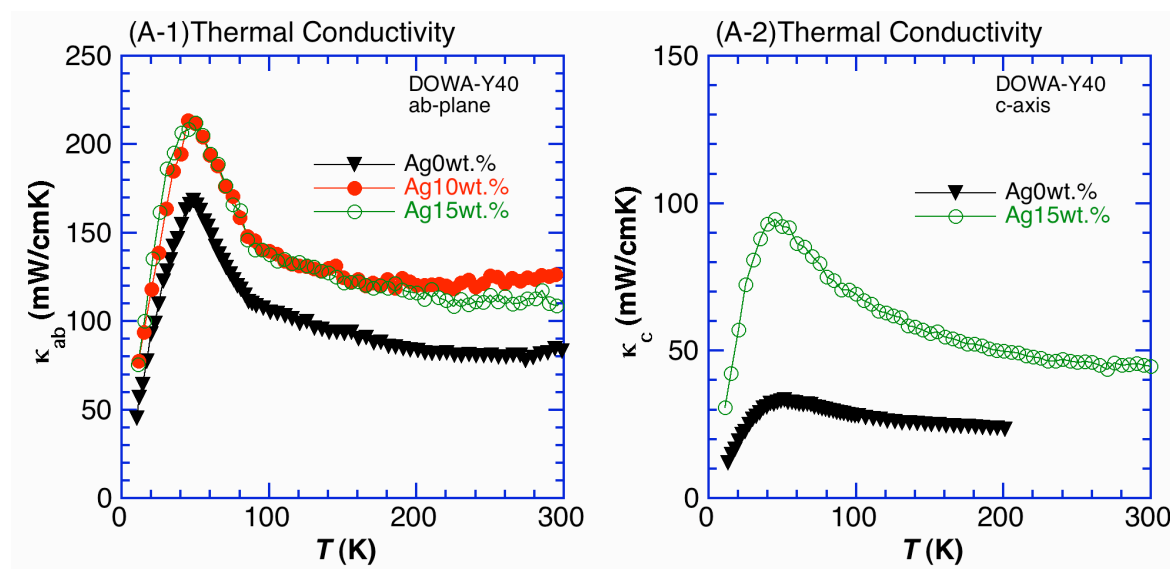 (A-1)Thermal Conductivity
250
200
150
100
50
0
κab (mW/cmK)
DOWA-Y40
ab-plane
Ag0wt.%
Ag10wt.%
Ag15wt.%
0
100
200
300
T (K)
(A-2)Thermal Conductivity
150
100
50
0
κc (mW/cmK)
DOWA-Y40
c-axis
Ag0wt.%
Ag15wt.%
0
100
200
300
T (K)